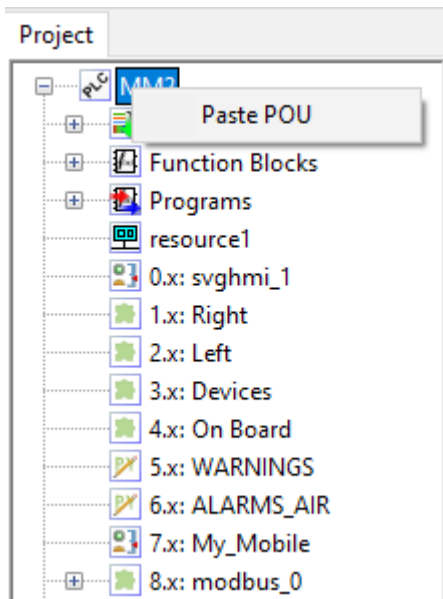 Project
MM2
Paste POU
Function Blocks
Programs
resource1
0.x: svghmi_1
1.x: Right
2.x: Left
3.x: Devices
4.x: On Board
5.x: WARNINGS
6.x: ALARMS_AIR
7.x: My_Mobile
8.x: modbus_0